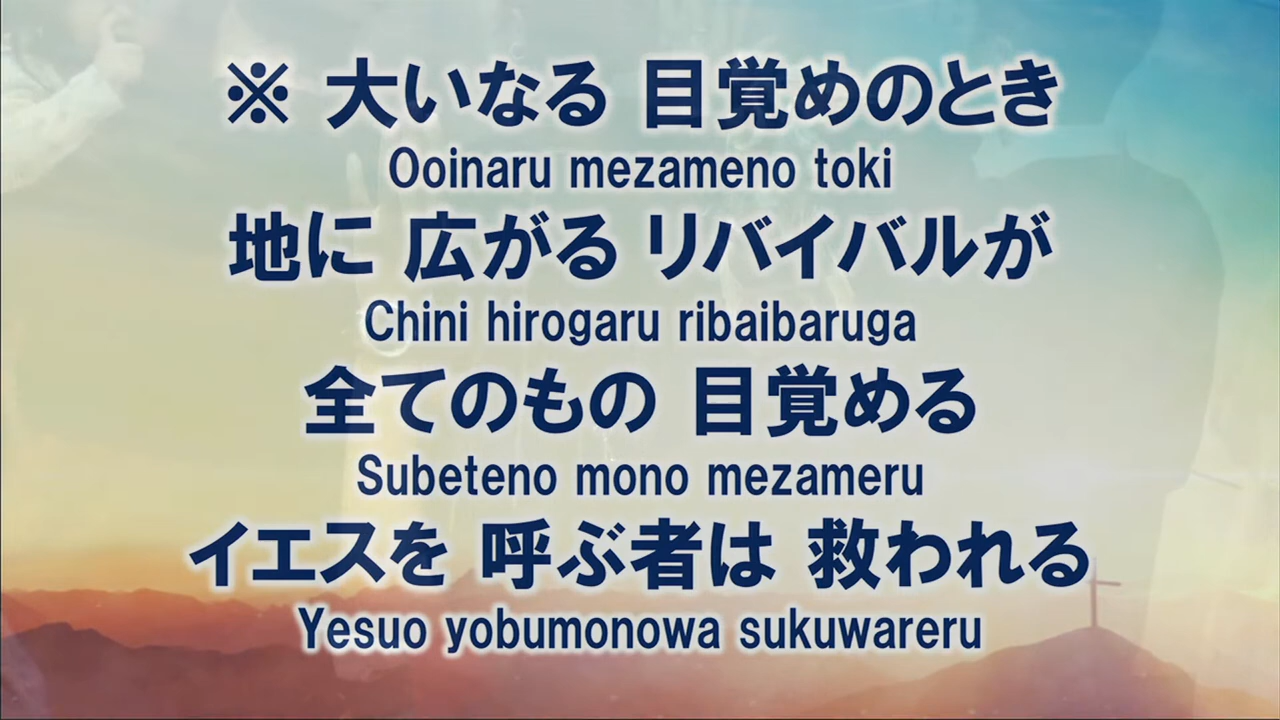 ※ 大いなる 目覚めのとき
Ooinaru mezameno toki
地に 広がる リバイバルが
Chini hirogaru ribaibaruga
全てのもの 目覚める
Subeteno mono mezameru
イエスを 呼ぶ者は 救われる
Yesuo yobumonowa sukuwareru